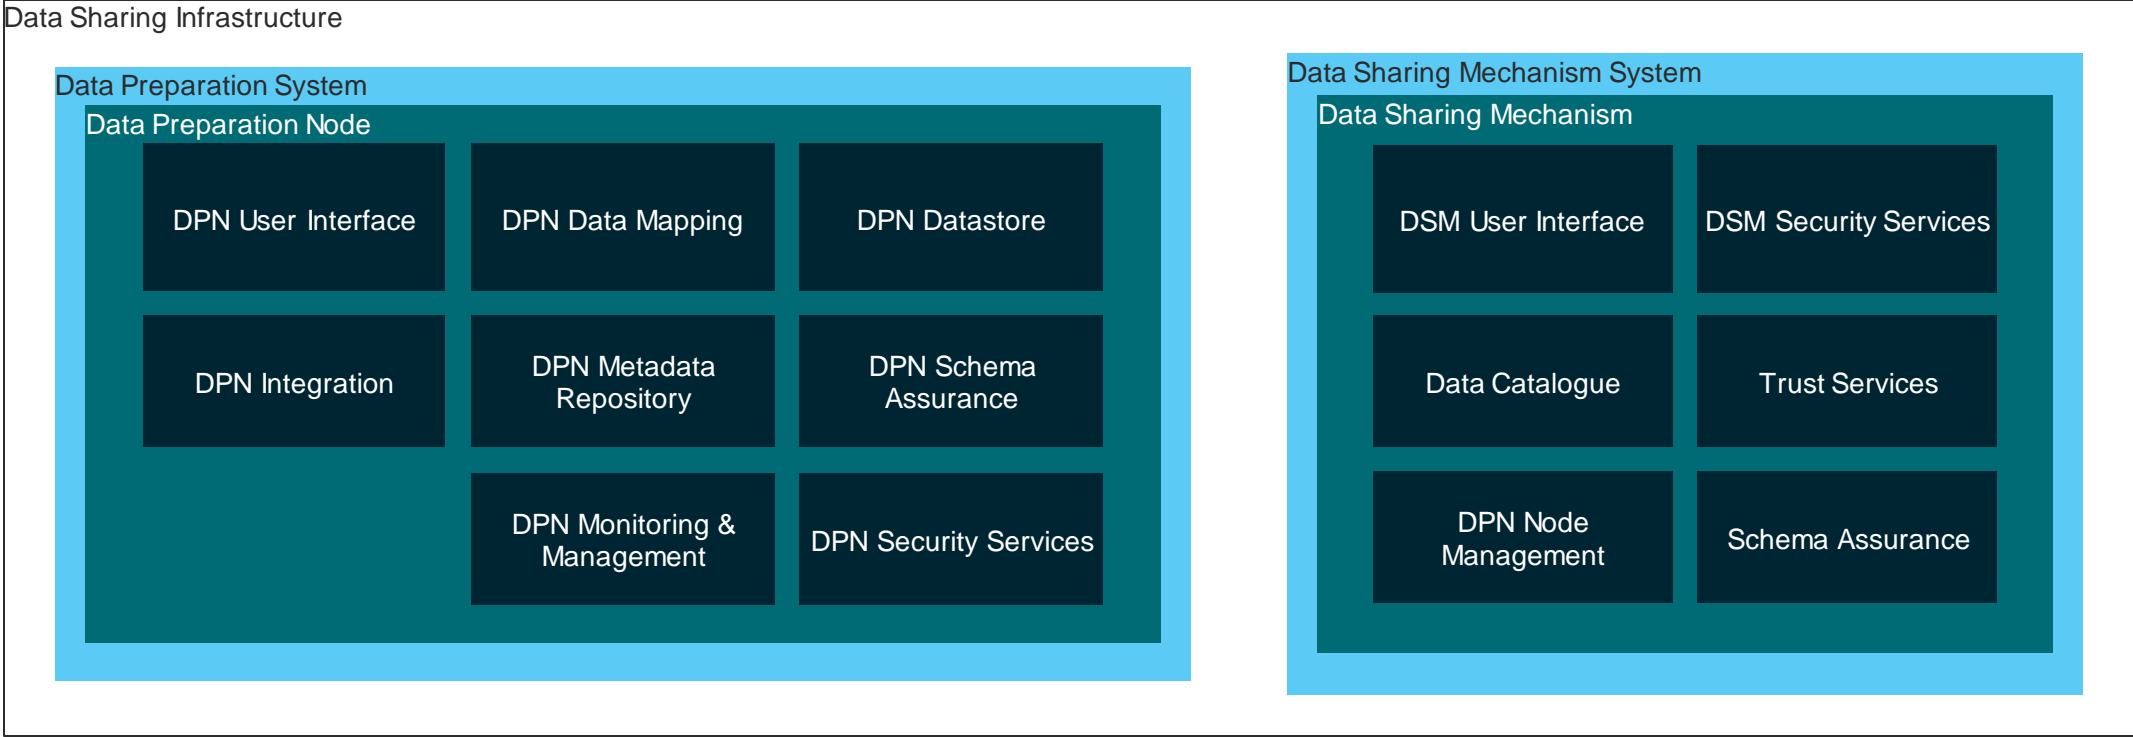 Data Sharing Infrastructure
Data Preparation System
Data Preparation Node
DPN User Interface
DPN Data Mapping
DPN Datastore
DPN Integration
DPN Metadata
Repository
DPN Schema
Assurance
DPN Monitoring &
Management
DPN Security Services
Data Sharing Mechanism System
Data Sharing Mechanism
DSM User Interface
DSM Security Services
Data Catalogue
Trust Services
DPN Node
Management
Schema Assurance